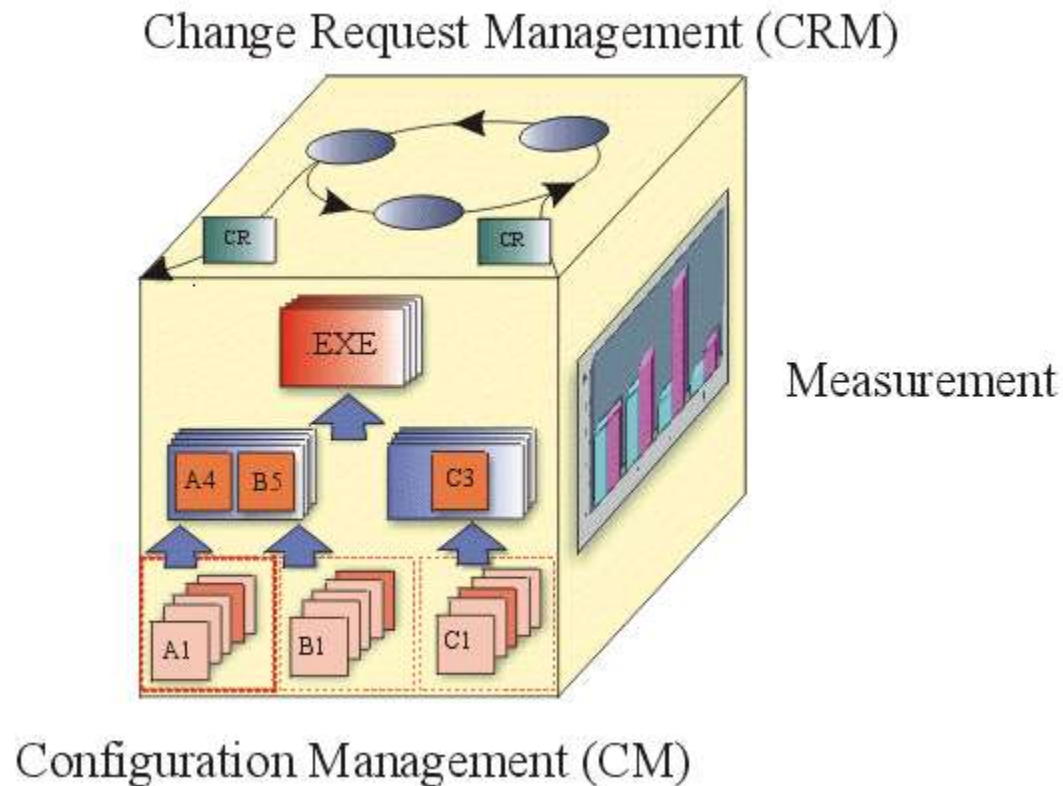 Change Request Management (CRM)
CR
CR
.EXE
Measurement
A4
B5
C3
A1
B1
C1
Configuration Management (CM)